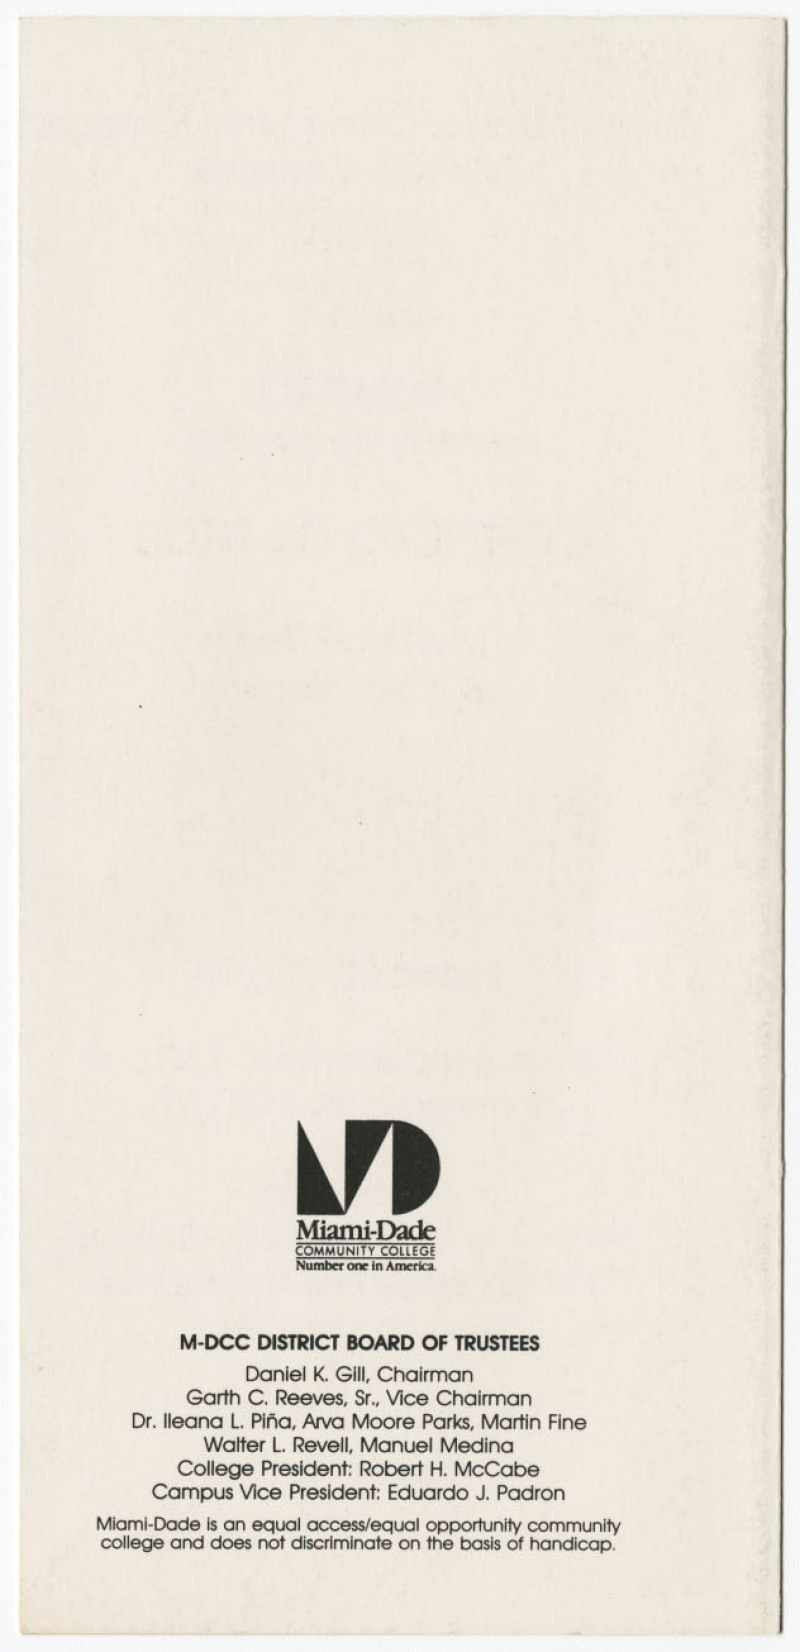 MD
Miami-Dade
COMMUNITY COLLEGE
Number one in America.
M-DCC DISTRICT BOARD OF TRUSTEES
Daniel K. Gill, Chairman
Garth C. Reeves, Sr., Vice Chairman
Dr. Ileana L. Piña, Arva Moore Parks, Martin Fine
Walter L. Revell, Manuel Medina
College President: Robert H. McCabe
Campus Vice President: Eduardo J. Padron
Miami-Dade is an equal access/equal opportunity community
college and does not discriminate on the basis of handicap.